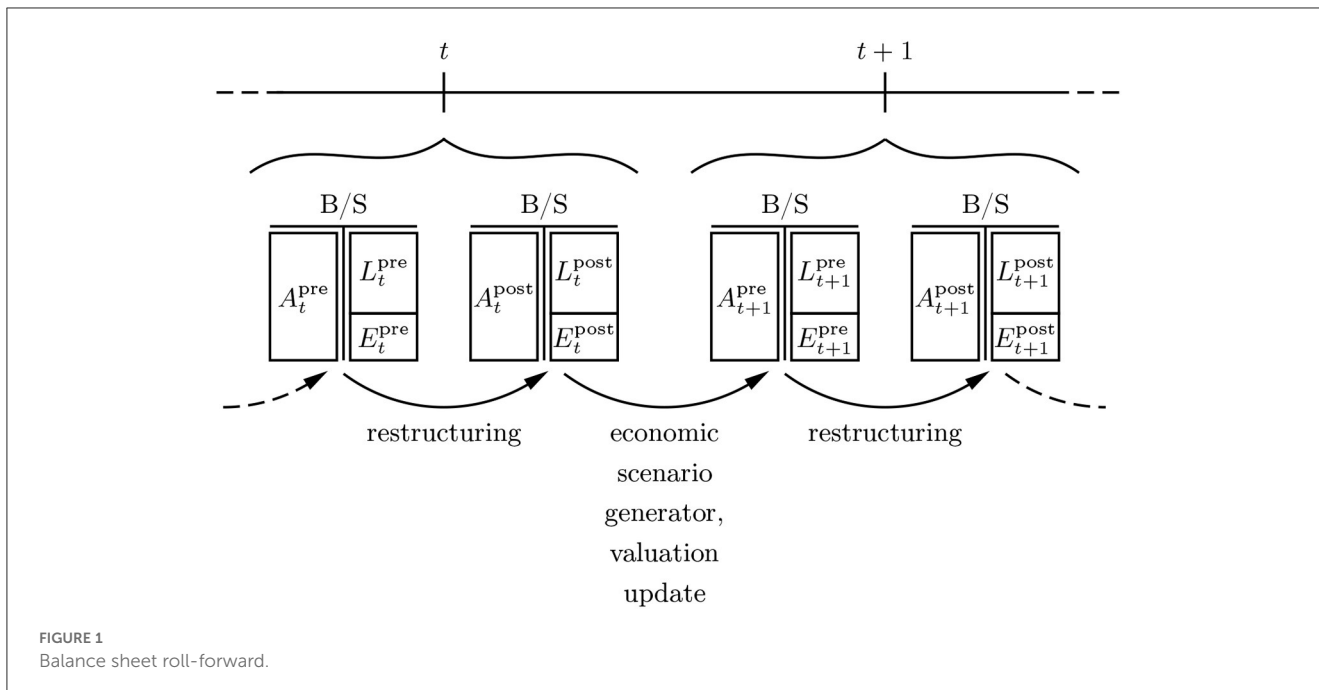 t t + 1
B/S B/S B/S B/S
A_t^pre L_t^pre A_t^post L_t^post A_{t+1}^pre L_{t+1}^pre A_{t+1}^post L_{t+1}^post
E_t^pre E_t^post E_{t+1}^pre E_{t+1}^post
restructuring economic restructuring
scenario
generator,
valuation
update
FIGURE 1
Balance sheet roll-forward.